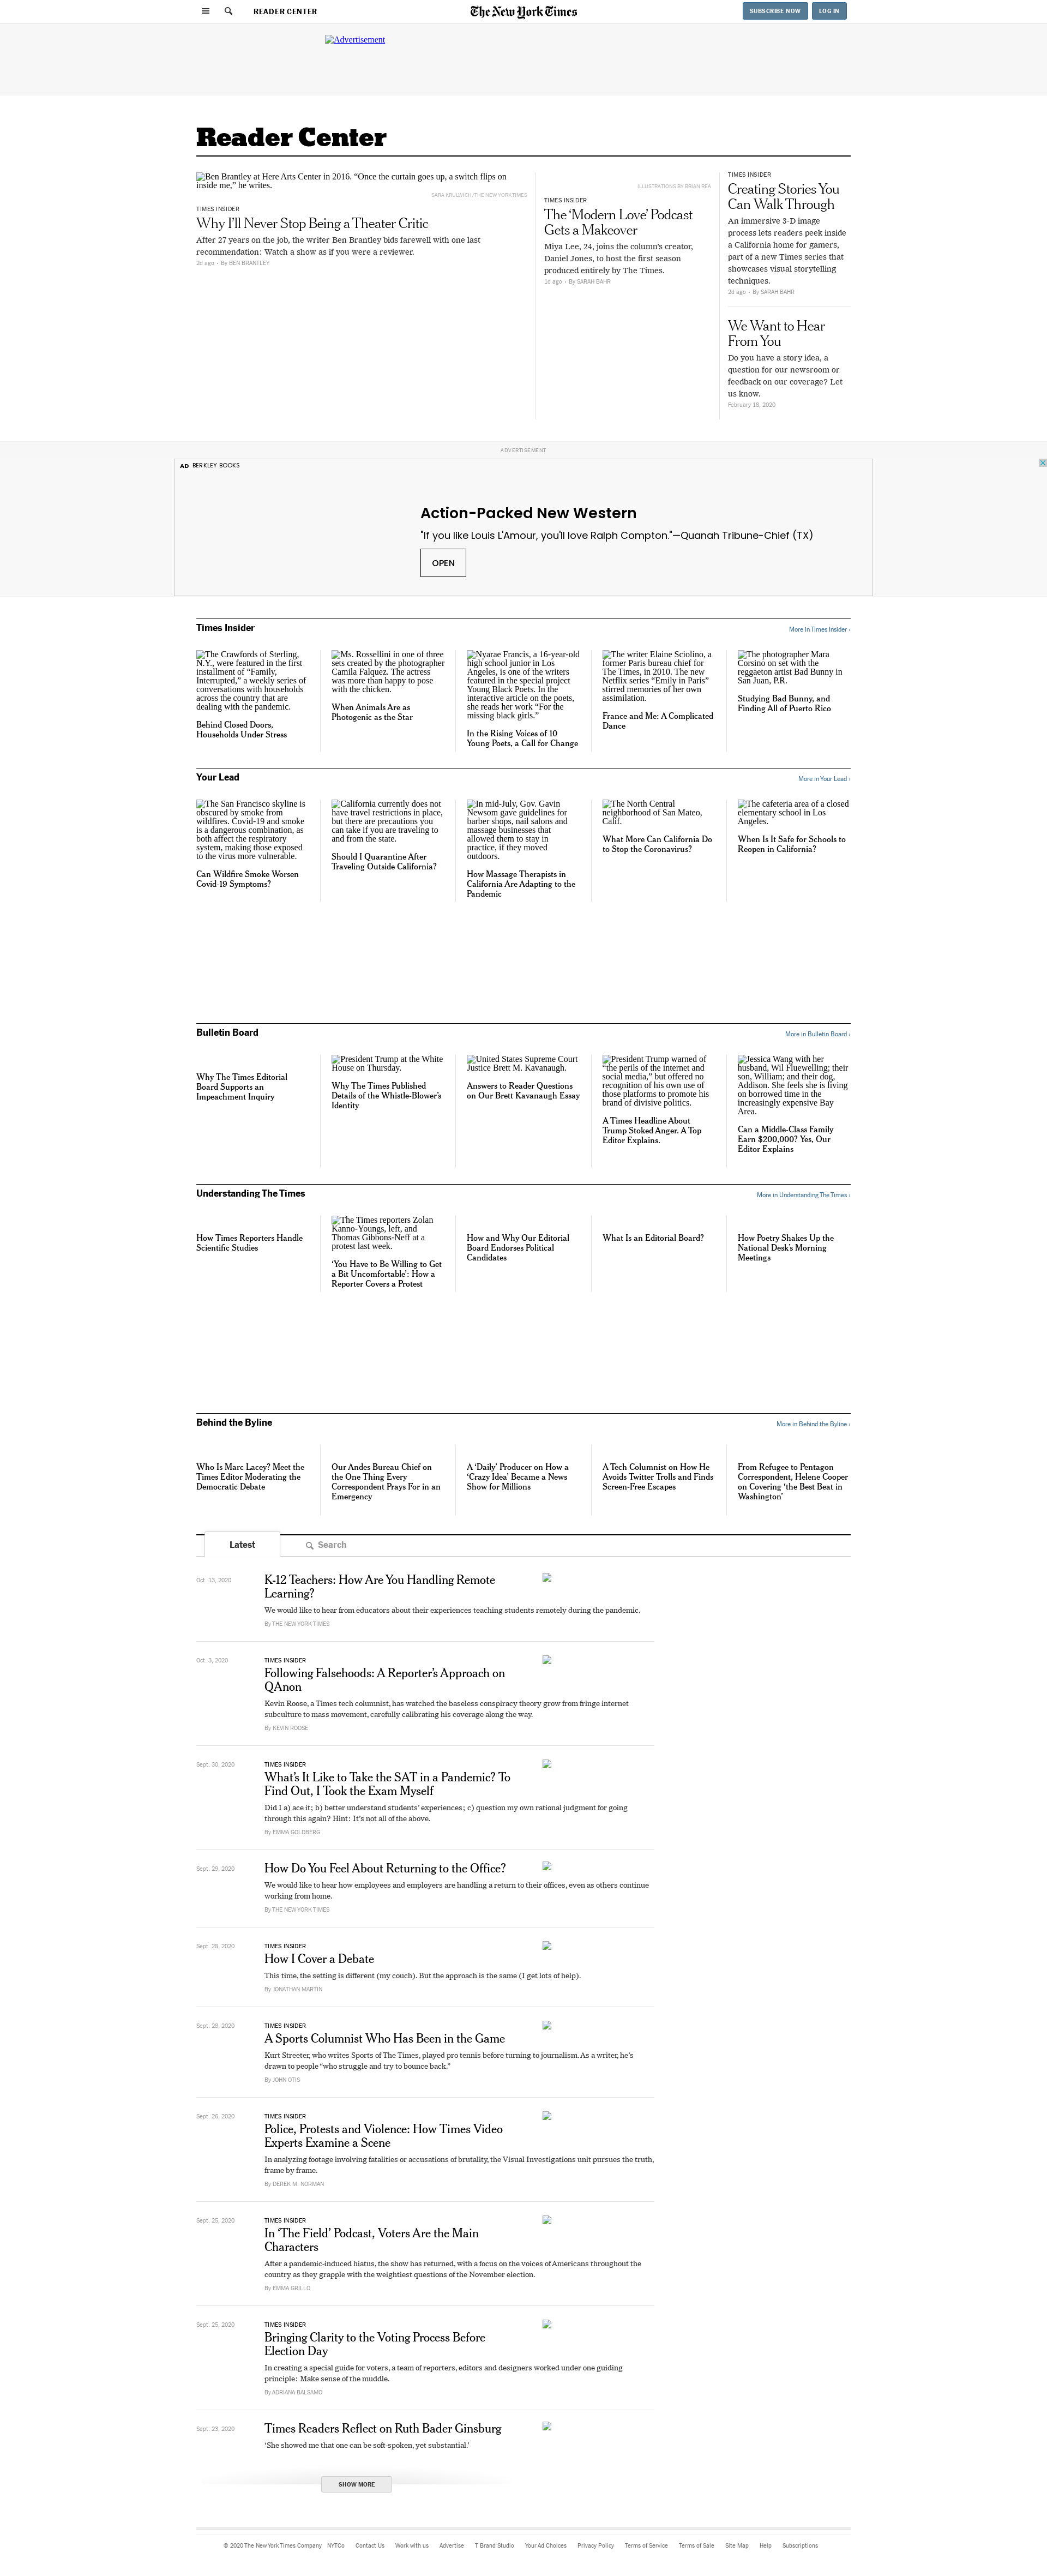 READER CENTER
The New York Times
SUBSCRIBE NOW
LOG IN
Advertisement
Reader Center
Ben Brantley at Here Arts Center in 2016. “Once the curtain goes up, a switch flips on
inside me,” he writes.
SARA KRULWICH/THE NEW YORK TIMES
TIMES INSIDER
Why I’ll Never Stop Being a Theater Critic
After 27 years on the job, the writer Ben Brantley bids farewell with one last
recommendation: Watch a show as if you were a reviewer.
2d ago • By BEN BRANTLEY
ILLUSTRATIONS BY BRIAN REA
TIMES INSIDER
The ‘Modern Love’ Podcast
Gets a Makeover
Miya Lee, 24, joins the column’s creator,
Daniel Jones, to host the first season
produced entirely by The Times.
1d ago • By SARAH BAHR
TIMES INSIDER
Creating Stories You
Can Walk Through
An immersive 3-D image
process lets readers peek inside
a California home for gamers,
part of a new Times series that
showcases visual storytelling
techniques.
2d ago • By SARAH BAHR
We Want to Hear
From You
Do you have a story idea, a
question for our newsroom or
feedback on our coverage? Let
us know.
February 18, 2020
ADVERTISEMENT
AD BERKLEY BOOKS
Action-Packed New Western
"If you like Louis L'Amour, you'll love Ralph Compton."—Quanah Tribune-Chief (TX)
OPEN
Times Insider
More in Times Insider ›
The Crawfords of Sterling,
N.Y., were featured in the first
installment of “Family,
Interrupted,” a weekly series of
conversations with households
across the country that are
dealing with the pandemic.
Behind Closed Doors,
Households Under Stress
Ms. Rossellini in one of three
sets created by the photographer
Camila Falquez. The actress
was more than happy to pose
with the chicken.
When Animals Are as
Photogenic as the Star
Nyarae Francis, a 16-year-old
high school junior in Los
Angeles, is one of the writers
featured in the special project
Young Black Poets. In the
interactive article on the poets,
she reads her work “For the
missing black girls.”
In the Rising Voices of 10
Young Poets, a Call for Change
The writer Elaine Sciolino, a
former Paris bureau chief for
The Times, in 2010. The new
Netflix series “Emily in Paris”
stirred memories of her own
assimilation.
France and Me: A Complicated
Dance
The photographer Mara
Corsino on set with the
reggaeton artist Bad Bunny in
San Juan, P.R.
Studying Bad Bunny, and
Finding All of Puerto Rico
Your Lead
More in Your Lead ›
The San Francisco skyline is
obscured by smoke from
wildfires. Covid-19 and smoke
is a dangerous combination, as
both affect the respiratory
system, making those exposed
to the virus more vulnerable.
Can Wildfire Smoke Worsen
Covid-19 Symptoms?
California currently does not
have travel restrictions in place,
but there are precautions you
can take if you are traveling to
and from the state.
Should I Quarantine After
Traveling Outside California?
In mid-July, Gov. Gavin
Newsom gave guidelines for
barber shops, nail salons and
massage businesses that
allowed them to stay in
practice, if they moved
outdoors.
How Massage Therapists in
California Are Adapting to the
Pandemic
The North Central
neighborhood of San Mateo,
Calif.
What More Can California Do
to Stop the Coronavirus?
The cafeteria area of a closed
elementary school in Los
Angeles.
When Is It Safe for Schools to
Reopen in California?
Bulletin Board
More in Bulletin Board ›
Why The Times Editorial
Board Supports an
Impeachment Inquiry
President Trump at the White
House on Thursday.
Why The Times Published
Details of the Whistle-Blower’s
Identity
United States Supreme Court
Justice Brett M. Kavanaugh.
Answers to Reader Questions
on Our Brett Kavanaugh Essay
President Trump warned of
“the perils of the internet and
social media,” but offered no
recognition of his own use of
those platforms to promote his
brand of divisive politics.
A Times Headline About
Trump Stoked Anger. A Top
Editor Explains.
Jessica Wang with her
husband, Wil Fluewelling; their
son, William; and their dog,
Addison. She feels she is living
on borrowed time in the
increasingly expensive Bay
Area.
Can a Middle-Class Family
Earn $200,000? Yes, Our
Editor Explains
Understanding The Times
More in Understanding The Times ›
How Times Reporters Handle
Scientific Studies
The Times reporters Zolan
Kanno-Youngs, left, and
Thomas Gibbons-Neff at a
protest last week.
‘You Have to Be Willing to Get
a Bit Uncomfortable’: How a
Reporter Covers a Protest
How and Why Our Editorial
Board Endorses Political
Candidates
What Is an Editorial Board?
How Poetry Shakes Up the
National Desk’s Morning
Meetings
Behind the Byline
More in Behind the Byline ›
Who Is Marc Lacey? Meet the
Times Editor Moderating the
Democratic Debate
Our Andes Bureau Chief on
the One Thing Every
Correspondent Prays For in an
Emergency
A ‘Daily’ Producer on How a
‘Crazy Idea’ Became a News
Show for Millions
A Tech Columnist on How He
Avoids Twitter Trolls and Finds
Screen-Free Escapes
From Refugee to Pentagon
Correspondent, Helene Cooper
on Covering ‘the Best Beat in
Washington’
Latest
Search
Oct. 13, 2020
K-12 Teachers: How Are You Handling Remote
Learning?
We would like to hear from educators about their experiences teaching students remotely during the pandemic.
By THE NEW YORK TIMES
Oct. 3, 2020
TIMES INSIDER
Following Falsehoods: A Reporter’s Approach on
QAnon
Kevin Roose, a Times tech columnist, has watched the baseless conspiracy theory grow from fringe internet
subculture to mass movement, carefully calibrating his coverage along the way.
By KEVIN ROOSE
Sept. 30, 2020
TIMES INSIDER
What’s It Like to Take the SAT in a Pandemic? To
Find Out, I Took the Exam Myself
Did I a) ace it; b) better understand students’ experiences; c) question my own rational judgment for going
through this again? Hint: It’s not all of the above.
By EMMA GOLDBERG
Sept. 29, 2020
How Do You Feel About Returning to the Office?
We would like to hear how employees and employers are handling a return to their offices, even as others continue
working from home.
By THE NEW YORK TIMES
Sept. 28, 2020
TIMES INSIDER
How I Cover a Debate
This time, the setting is different (my couch). But the approach is the same (I get lots of help).
By JONATHAN MARTIN
Sept. 28, 2020
TIMES INSIDER
A Sports Columnist Who Has Been in the Game
Kurt Streeter, who writes Sports of The Times, played pro tennis before turning to journalism. As a writer, he’s
drawn to people “who struggle and try to bounce back.”
By JOHN OTIS
Sept. 26, 2020
TIMES INSIDER
Police, Protests and Violence: How Times Video
Experts Examine a Scene
In analyzing footage involving fatalities or accusations of brutality, the Visual Investigations unit pursues the truth,
frame by frame.
By DEREK M. NORMAN
Sept. 25, 2020
TIMES INSIDER
In ‘The Field’ Podcast, Voters Are the Main
Characters
After a pandemic-induced hiatus, the show has returned, with a focus on the voices of Americans throughout the
country as they grapple with the weightiest questions of the November election.
By EMMA GRILLO
Sept. 25, 2020
TIMES INSIDER
Bringing Clarity to the Voting Process Before
Election Day
In creating a special guide for voters, a team of reporters, editors and designers worked under one guiding
principle: Make sense of the muddle.
By ADRIANA BALSAMO
Sept. 23, 2020
Times Readers Reflect on Ruth Bader Ginsburg
‘She showed me that one can be soft-spoken, yet substantial.’
SHOW MORE
© 2020 The New York Times Company NYTCo Contact Us Work with us Advertise T Brand Studio Your Ad Choices Privacy Policy Terms of Service Terms of Sale Site Map Help Subscriptions